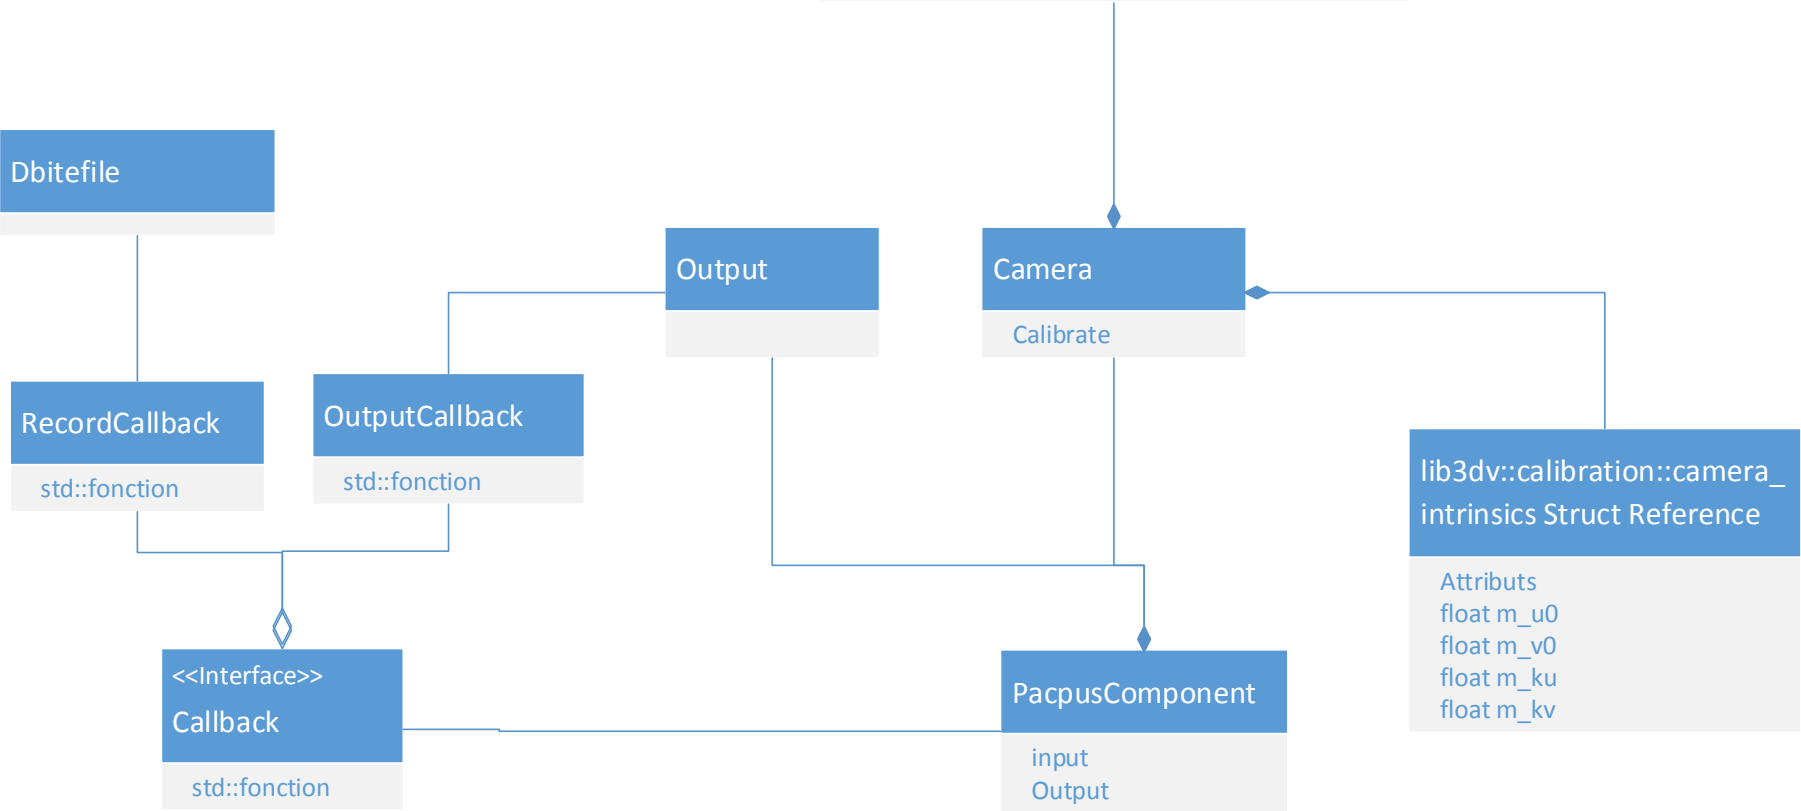 Dbitefile
Output
Camera
Calibrate
RecordCallback
std::fonction
OutputCallback
std::fonction
lib3dv::calibration::camera_
intrinsics Struct Reference
Attributs
float m_u0
float m_v0
float m_ku
float m_kv
<<Interface>>
Callback
std::fonction
PacpusComponent
input
Output